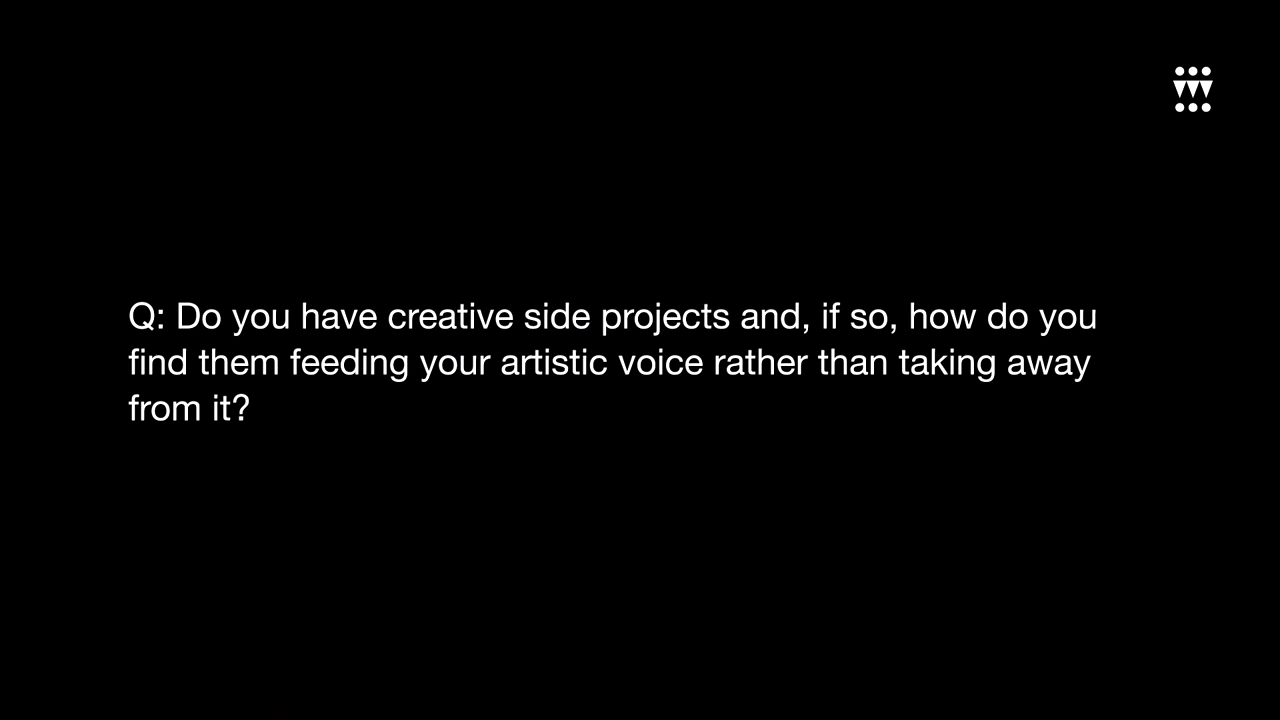 Q: Do you have creative side projects and, if so, how do you
find them feeding your artistic voice rather than taking away
from it?